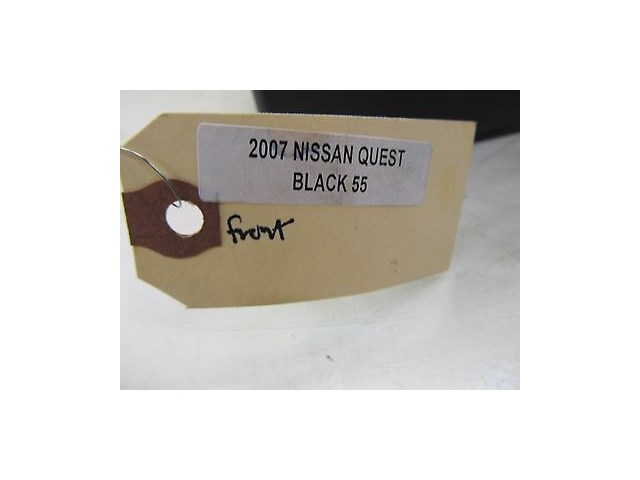 2007 NISSAN QUEST
BLACK 55
front